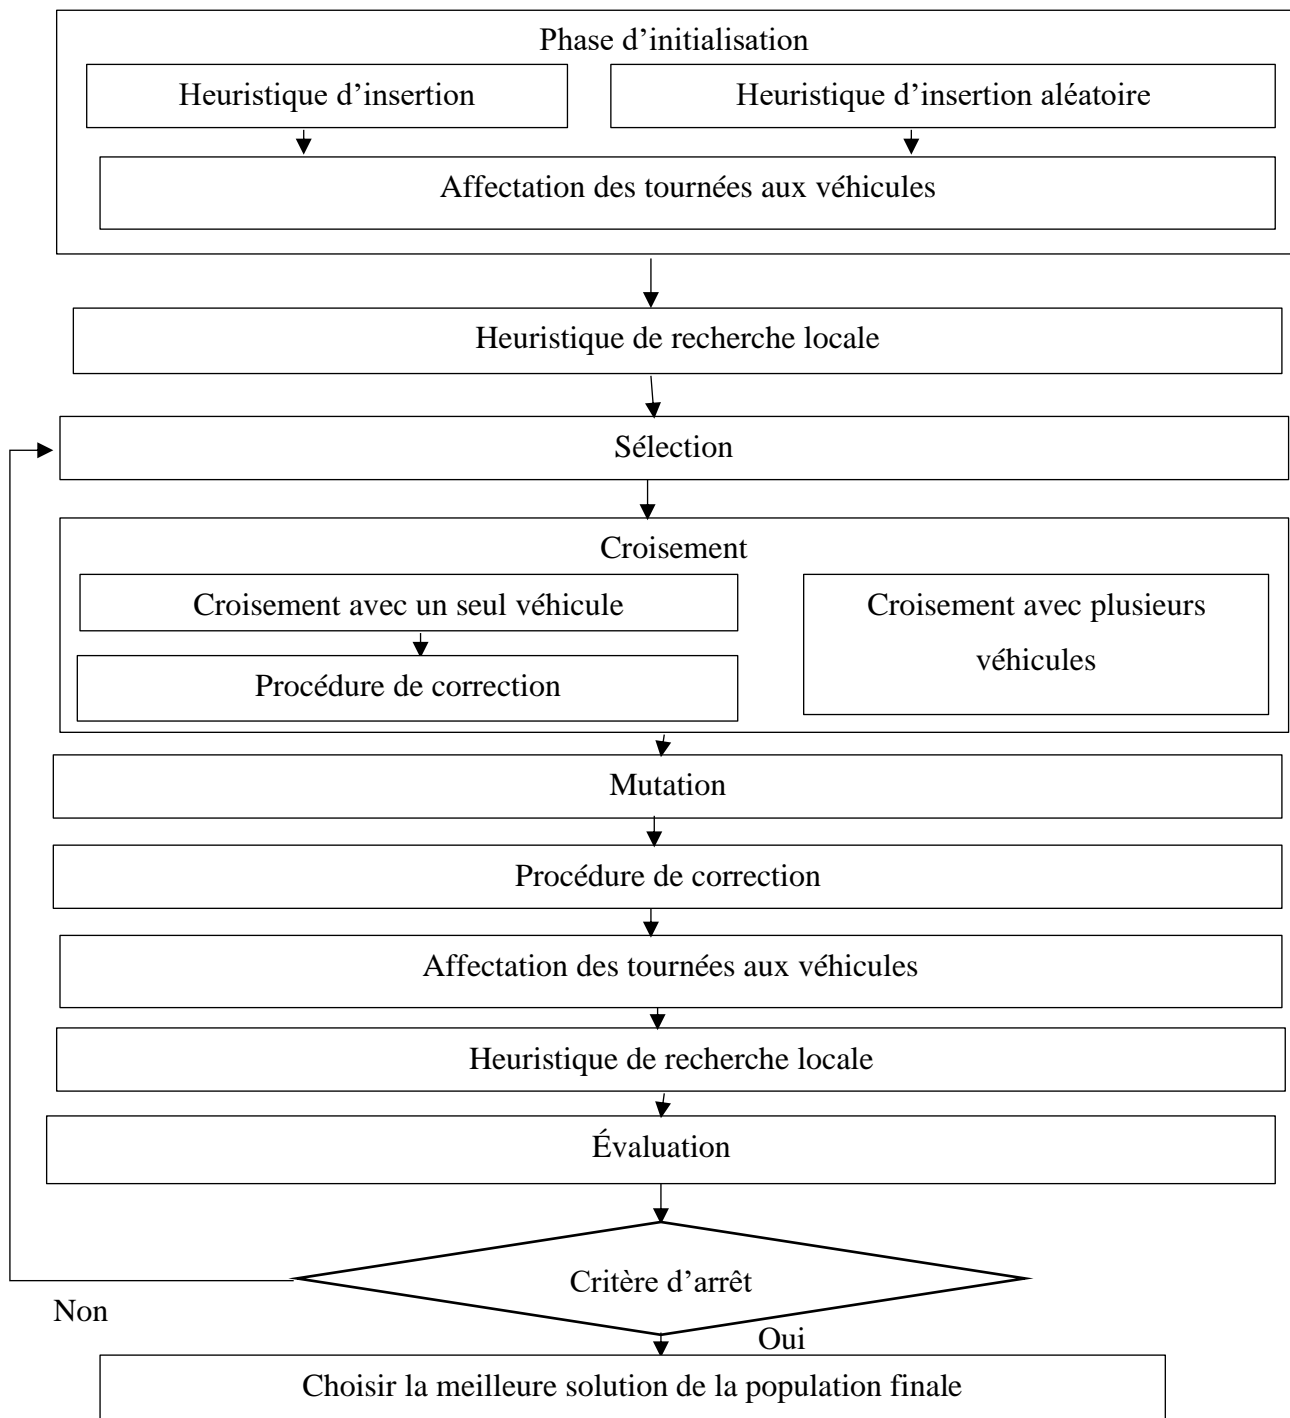 Phase d’initialisation
Heuristique d’insertion
Heuristique d’insertion aléatoire
Affectation des tournées aux véhicules
Heuristique de recherche locale
Sélection
Croisement
Croisement avec un seul véhicule
Procédure de correction
Croisement avec plusieurs
véhicules
Mutation
Procédure de correction
Affectation des tournées aux véhicules
Heuristique de recherche locale
Évaluation
Critère d’arrêt
Non
Oui
Choisir la meilleure solution de la population finale